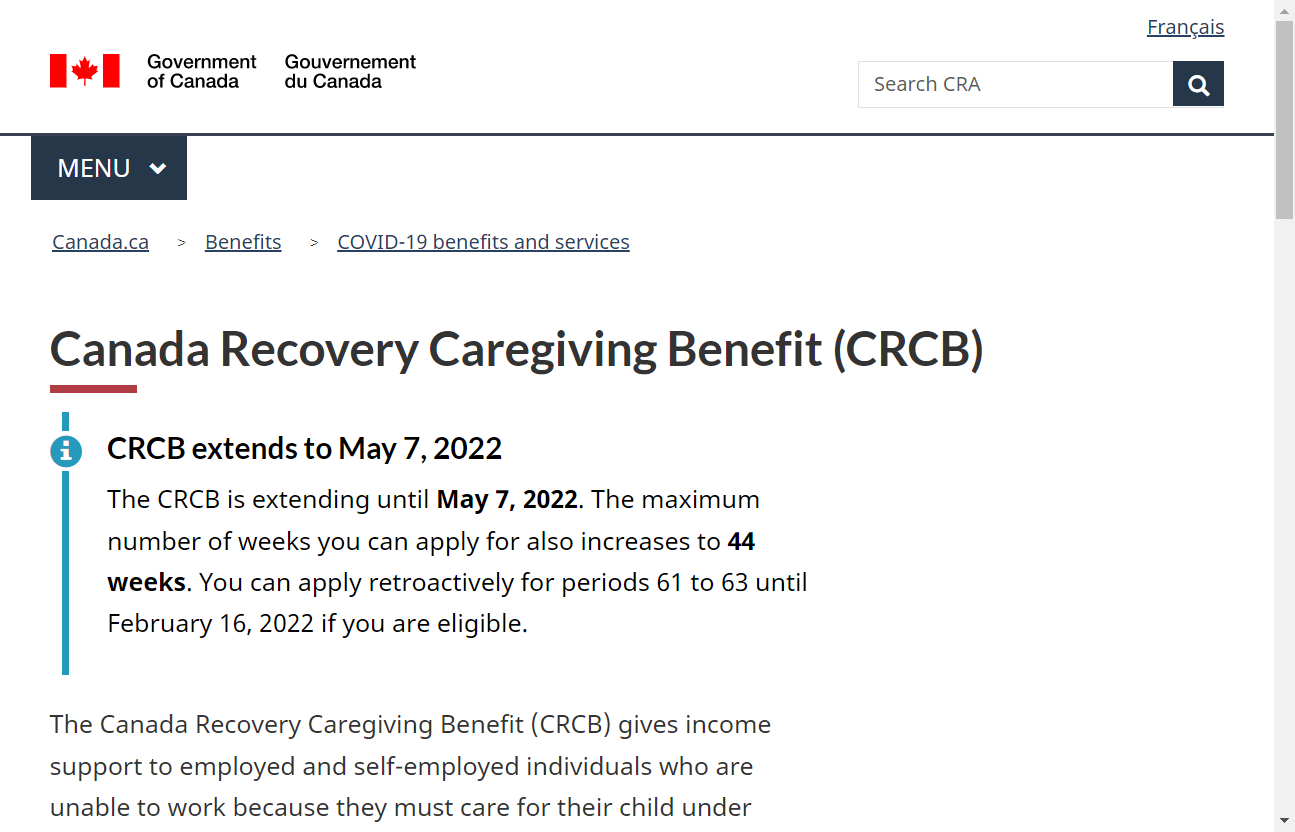 Français
Government of Canada
Gouvernement du Canada
Search CRA
MENU
Canada.ca > Benefits > COVID-19 benefits and services
Canada Recovery Caregiving Benefit (CRCB)
CRCB extends to May 7, 2022
The CRCB is extending until May 7, 2022. The maximum
number of weeks you can apply for also increases to 44
weeks. You can apply retroactively for periods 61 to 63 until
February 16, 2022 if you are eligible.
The Canada Recovery Caregiving Benefit (CRCB) gives income
support to employed and self-employed individuals who are
unable to work because they must care for their child under